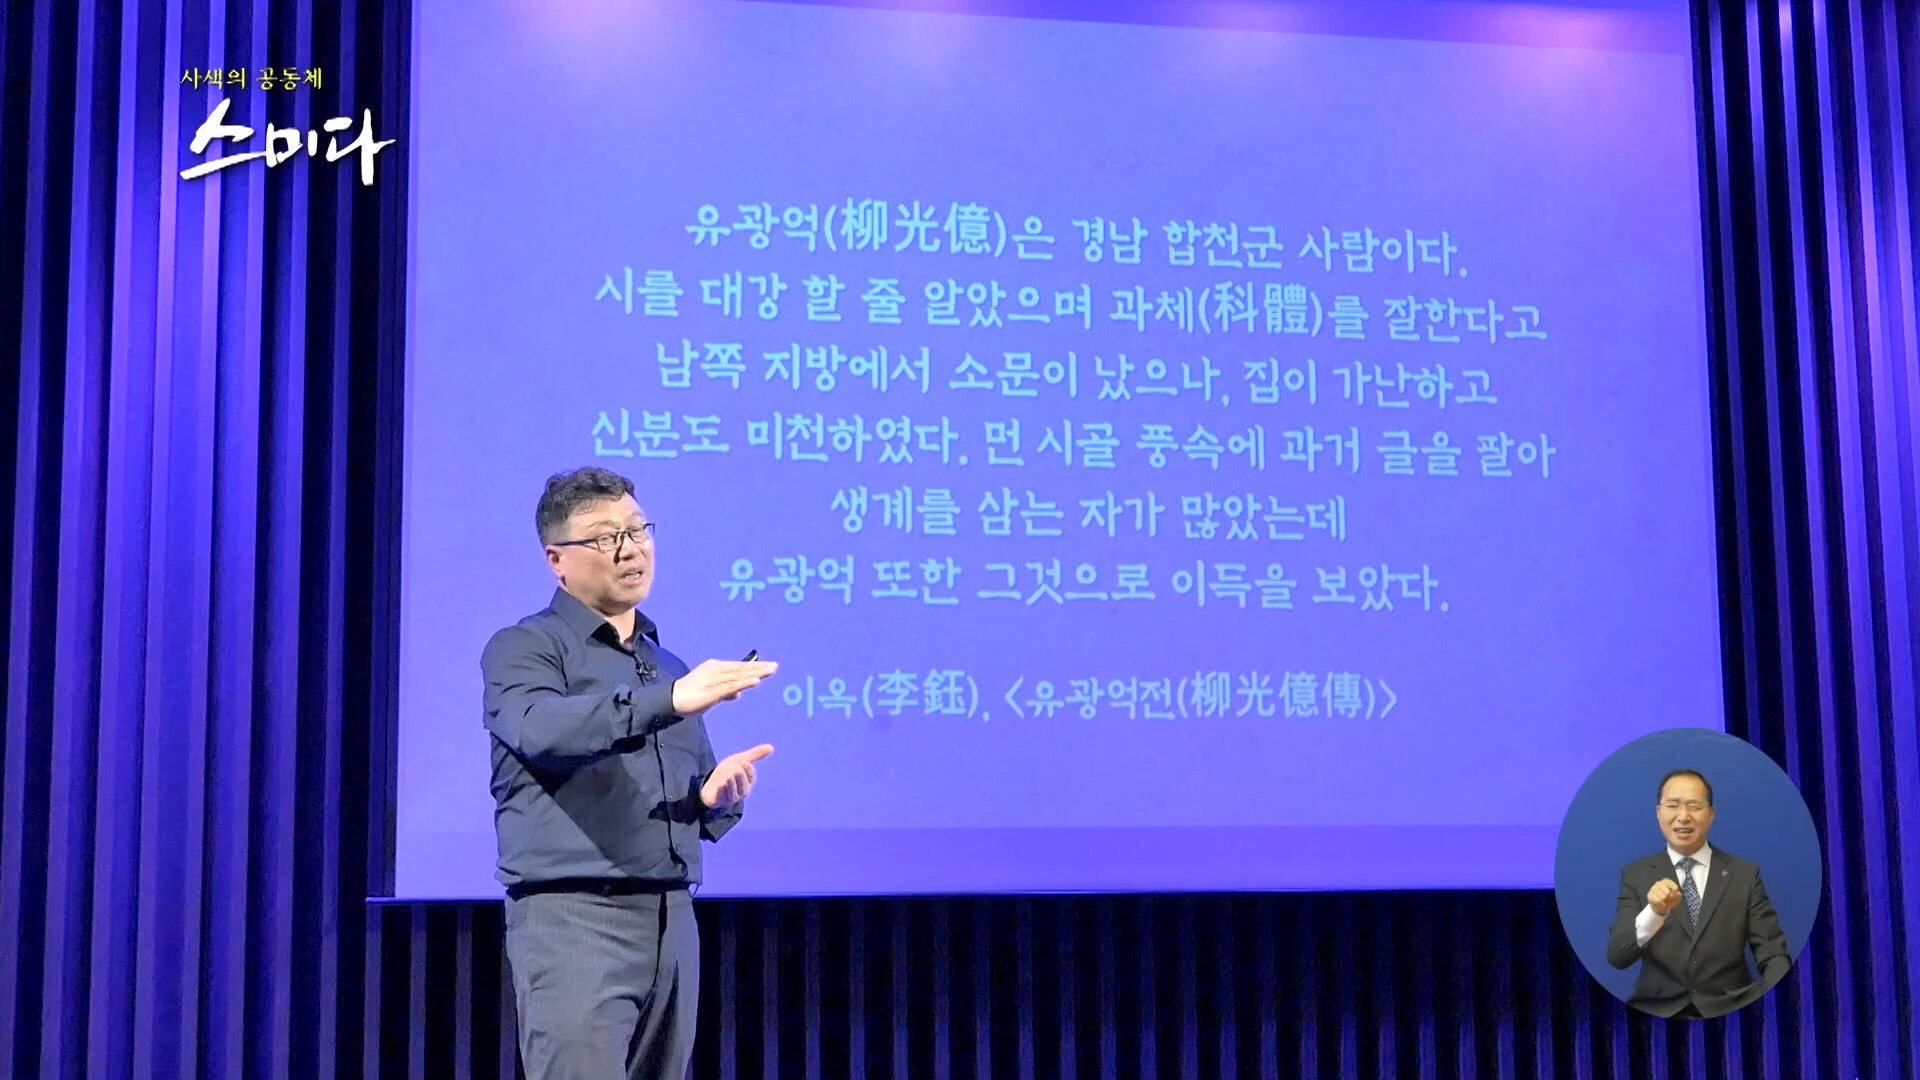 사색의 공동체
스미다
유광억(柳光億)은 경남 합천군 사람이다.
시를 대강 할 줄 알았으며 과체(科體)를 잘한다고
남쪽 지방에서 소문이 났으나, 집이 가난하고
신분도 미천하였다. 먼 시골 풍속에 과거 글을 팔아
생계를 삼는 자가 많았는데
유광억 또한 그것으로 이득을 보았다.
이옥(李鈺), <유광억전(柳光億傳)>